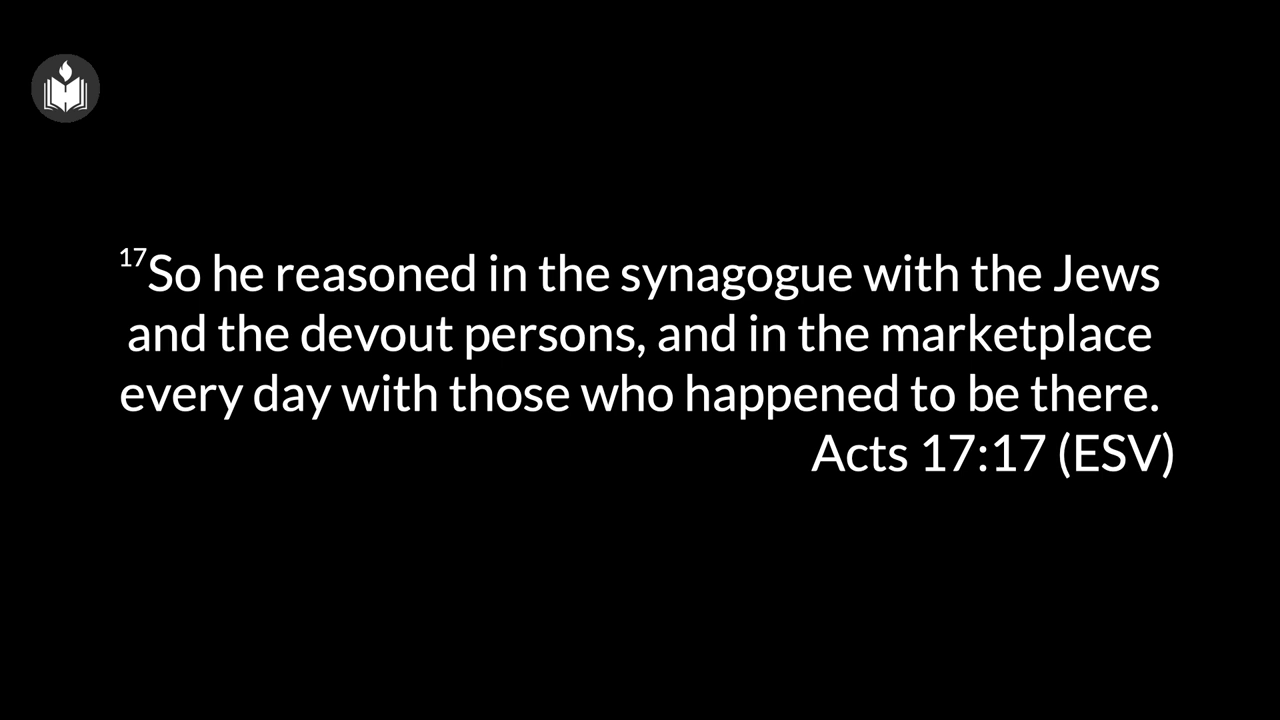 17So he reasoned in the synagogue with the Jews
and the devout persons, and in the marketplace
every day with those who happened to be there.
Acts 17:17 (ESV)